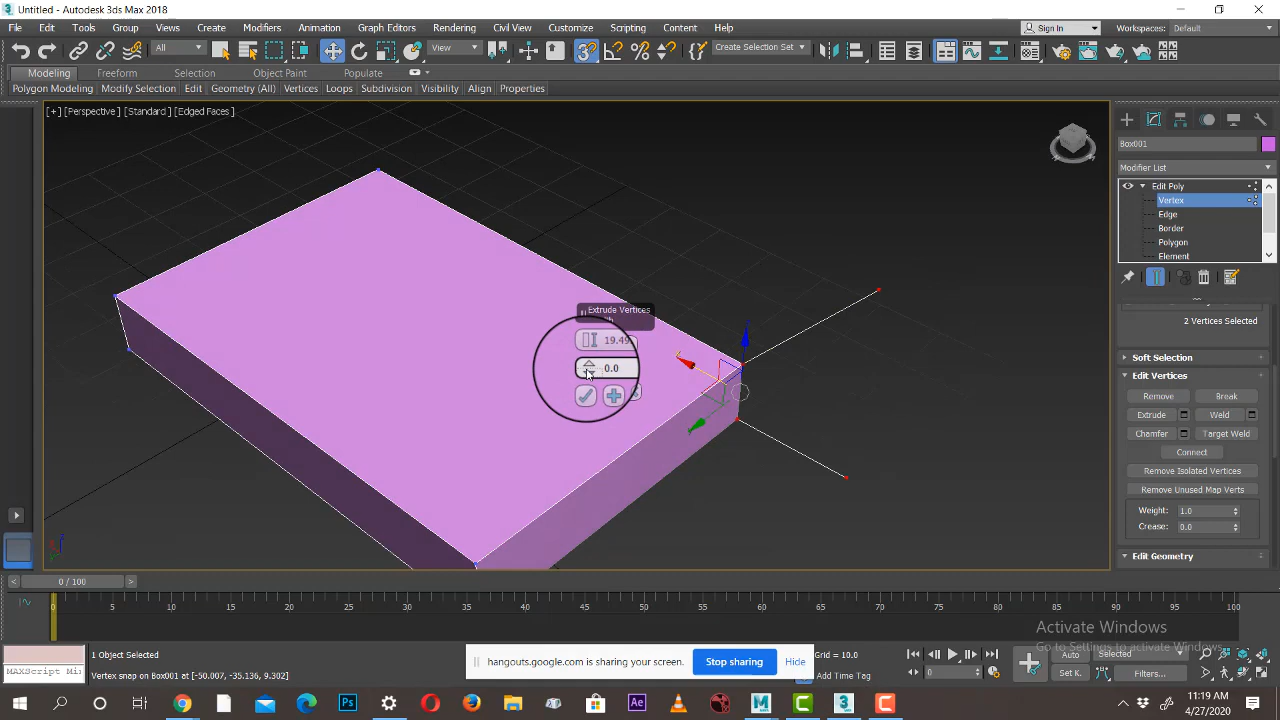 Untitled - Autodesk 3ds Max 2018
File Edit Tools Group Views Create Modifiers Animation Graph Editors Rendering Civil View Customize Scripting Content Help
Sign In Workspaces: Default
All View Create Selection Set
Modeling Freeform Selection Object Paint Populate
Polygon Modeling Modify Selection Edit Geometry (All) Vertices Loops Subdivision Visibility Align Properties
[+] [Perspective] [Standard] [Edged Faces]
Box001
Modifier List
Edit Poly
Vertex
Edge
Border
Polygon
Element
2 Vertices Selected
Soft Selection
Edit Vertices
Remove Break
Extrude Weld
Chamfer Target Weld
Connect
Remove Isolated Vertices
Remove Unused Map Verts
Weight: 1.0
Crease: 0.0
Edit Geometry
Extrude Vertices
19.49
0.0
z
0 / 100
0 5 10 15 20 25 30 35 40 45 50 55 60 65 70 75 80 85 90 95 100
Activate Windows
Go to Settings to activate Windows.
1 Object Selected
MAXScript Mi
Vertex snap on Box001 at [-50.007, -35.136, 9.302]
hangouts.google.com is sharing your screen. Stop sharing Hide
Grid = 10.0
Add Time Tag
0
Auto Selected
Set K. Filters...
11:19 AM
4/27/2020